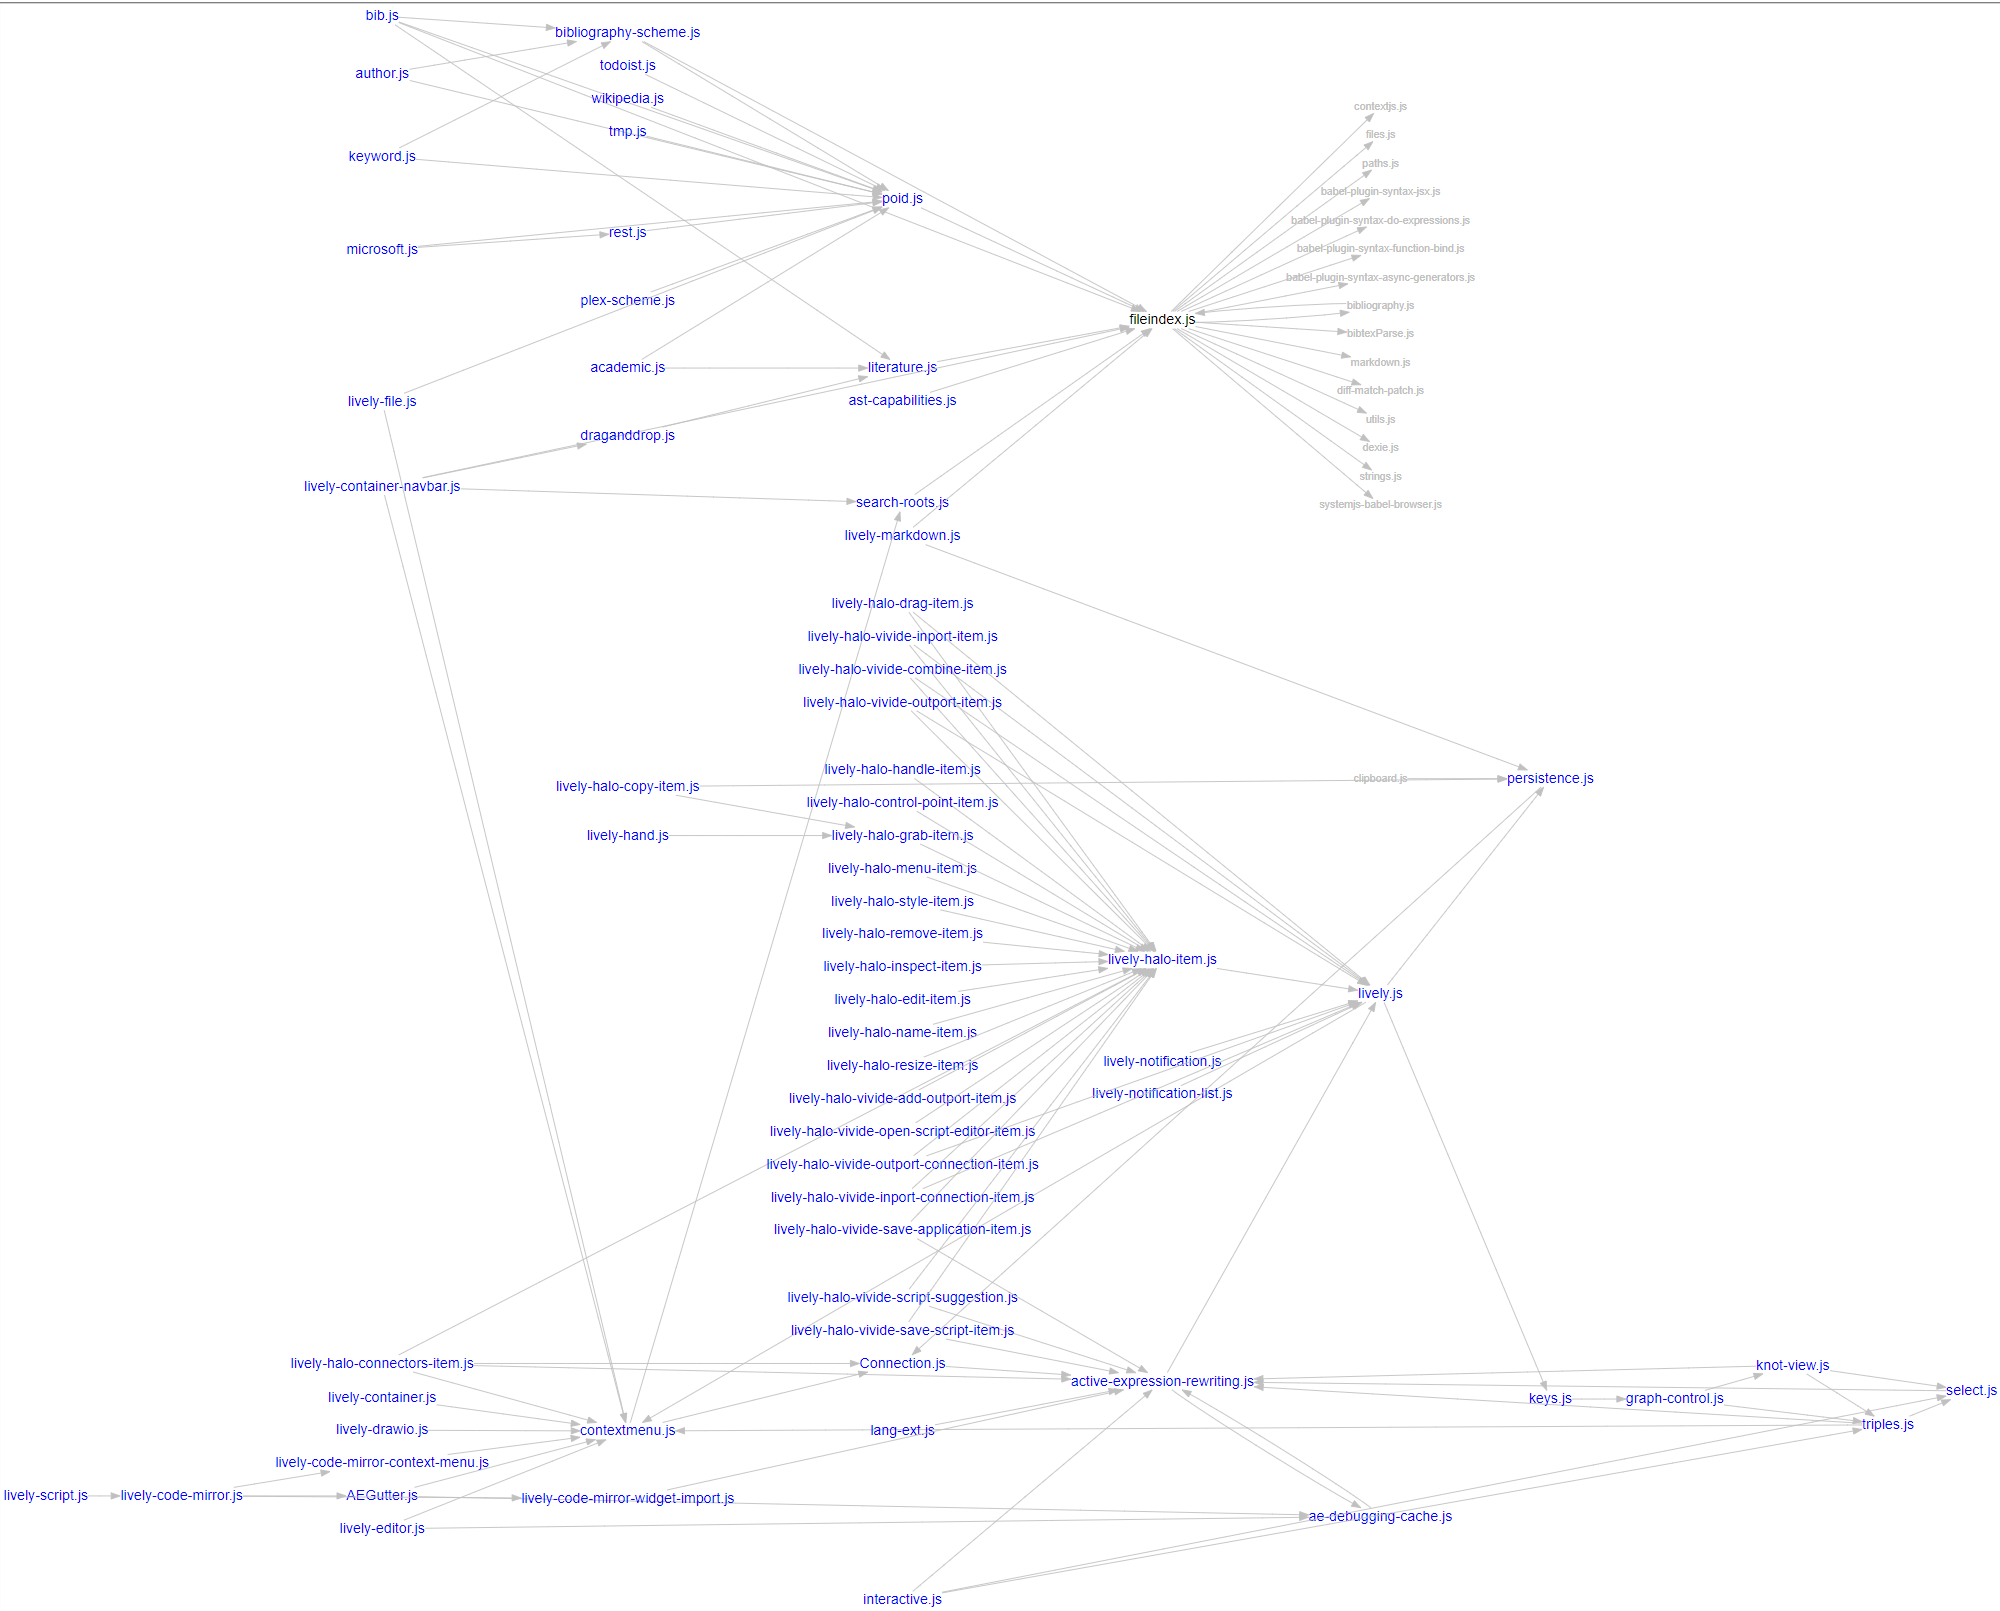 bib.js
bibliography-scheme.js
todoist.js
author.js
wikipedia.js
tmp.js
keyword.js
poid.js
rest.js
microsoft.js
plex-scheme.js
academic.js
literature.js
lively-file.js
ast-capabilities.js
draganddrop.js
lively-container-navbar.js
search-roots.js
lively-markdown.js
fileindex.js
contextjs.js
files.js
paths.js
babel-plugin-syntax-jsx.js
babel-plugin-syntax-do-expressions.js
babel-plugin-syntax-function-bind.js
babel-plugin-syntax-async-generators.js
bibliography.js
bibtexParse.js
markdown.js
diff-match-patch.js
utils.js
dexie.js
strings.js
systemjs-babel-browser.js
lively-halo-drag-item.js
lively-halo-vivide-inport-item.js
lively-halo-vivide-combine-item.js
lively-halo-vivide-outport-item.js
lively-halo-handle-item.js
clipboard.js
persistence.js
lively-halo-copy-item.js
lively-halo-control-point-item.js
lively-hand.js
lively-halo-grab-item.js
lively-halo-menu-item.js
lively-halo-style-item.js
lively-halo-remove-item.js
lively-halo-item.js
lively-halo-inspect-item.js
lively.js
lively-halo-edit-item.js
lively-halo-name-item.js
lively-notification.js
lively-halo-resize-item.js
lively-notification-list.js
lively-halo-vivide-add-outport-item.js
lively-halo-vivide-open-script-editor-item.js
lively-halo-vivide-outport-connection-item.js
lively-halo-vivide-inport-connection-item.js
lively-halo-vivide-save-application-item.js
lively-halo-vivide-script-suggestion.js
lively-halo-vivide-save-script-item.js
lively-halo-connectors-item.js
Connection.js
knot-view.js
active-expression-rewriting.js
select.js
lively-container.js
keys.js
graph-control.js
triples.js
lively-drawio.js
contextmenu.js
lang-ext.js
lively-code-mirror-context-menu.js
lively-script.js
lively-code-mirror.js
AEGutter.js
lively-code-mirror-widget-import.js
ae-debugging-cache.js
lively-editor.js
interactive.js